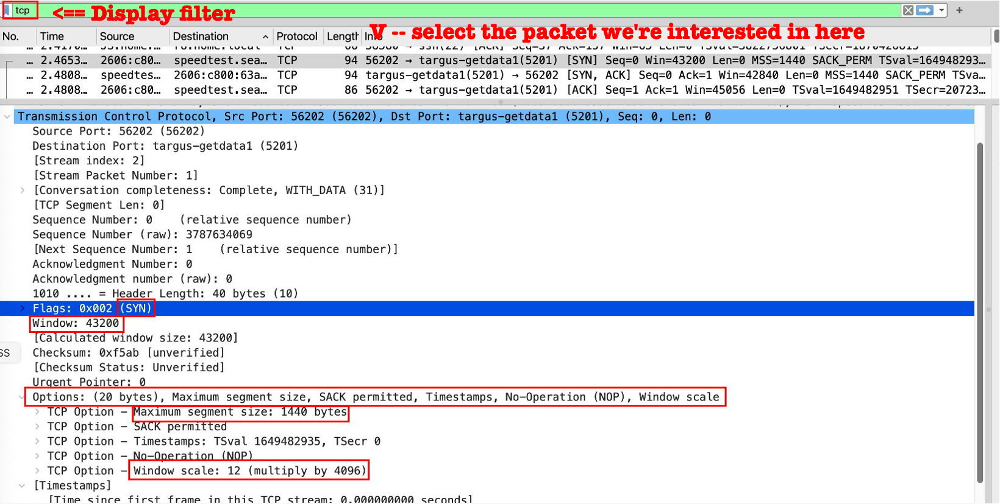 tcp <== Display filter
No. Time Source Destination Protocol Length Info
V -- select the packet we're interested in here
[ACK]
... 2.4653... 2606:c80... speedtest.sea... TCP 94 56202 → targus-getdata1(5201) [SYN] Seq=0 Win=43200 Len=0 MSS=1440 SACK_PERM TSval=164948293...
... 2.4808... speedtes... 2606:c800:63a... TCP 94 targus-getdata1(5201) → 56202 [SYN, ACK] Seq=0 Ack=1 Win=42840 Len=0 MSS=1440 SACK_PERM TSva...
... 2.4808... 2606:c80... speedtest.sea... TCP 86 56202 → targus-getdata1(5201) [ACK] Seq=1 Ack=1 Win=45056 Len=0 TSval=1649482951 TSecr=20723...
Transmission Control Protocol, Src Port: 56202 (56202), Dst Port: targus-getdata1 (5201), Seq: 0, Len: 0
Source Port: 56202 (56202)
Destination Port: targus-getdata1 (5201)
[Stream index: 2]
[Stream Packet Number: 1]
[Conversation completeness: Complete, WITH_DATA (31)]
[TCP Segment Len: 0]
Sequence Number: 0 (relative sequence number)
Sequence Number (raw): 3787634069
[Next Sequence Number: 1 (relative sequence number)]
Acknowledgment Number: 0
Acknowledgment number (raw): 0
1010 .... = Header Length: 40 bytes (10)
Flags: 0x002 (SYN)
Window: 43200
[Calculated window size: 43200]
SS
Checksum: 0xf5ab [unverified]
[Checksum Status: Unverified]
Urgent Pointer: 0
Options: (20 bytes), Maximum segment size, SACK permitted, Timestamps, No-Operation (NOP), Window scale
TCP Option – Maximum segment size: 1440 bytes
TCP Option – SACK permitted
TCP Option – Timestamps: TSval 1649482935, TSecr 0
TCP Option – No-Operation (NOP)
TCP Option – Window scale: 12 (multiply by 4096)
[Timestamps]
[Time since first frame in this TCP stream: 0.000000000 seconds]